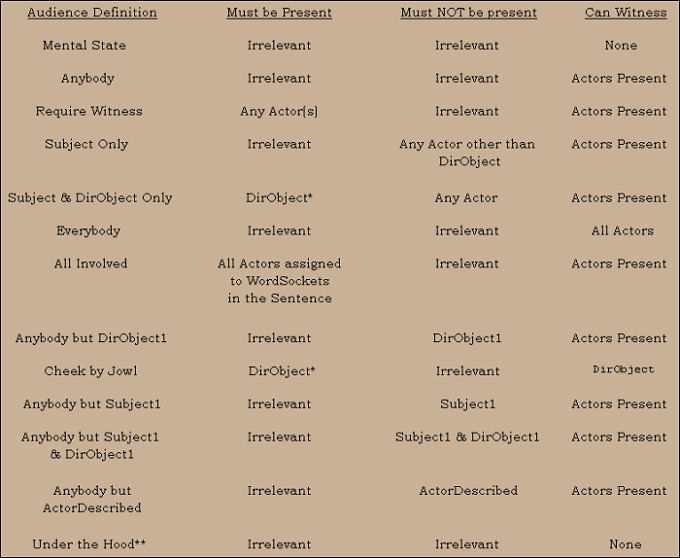 Audience Definition Must be Present Must NOT be present Can Witness
Mental State Irrelevant Irrelevant None
Anybody Irrelevant Irrelevant Actors Present
Require Witness Any Actor(s) Irrelevant Actors Present
Subject Only Irrelevant Any Actor other than Actors Present
DirObject
Subject & DirObject Only DirObject* Any Actor Actors Present
Everybody Irrelevant Irrelevant All Actors
All Involved All Actors assigned Irrelevant Actors Present
to WordSockets
in the Sentence
Anybody but DirObject1 Irrelevant DirObject1 Actors Present
Cheek by Jowl DirObject* Irrelevant DirObject
Anybody but Subject1 Irrelevant Subject1 Actors Present
Anybody but Subject1 Irrelevant Subject1 & DirObject1 Actors Present
& DirObject1
Anybody but Irrelevant ActorDescribed Actors Present
ActorDescribed
Under the Hood** Irrelevant Irrelevant None